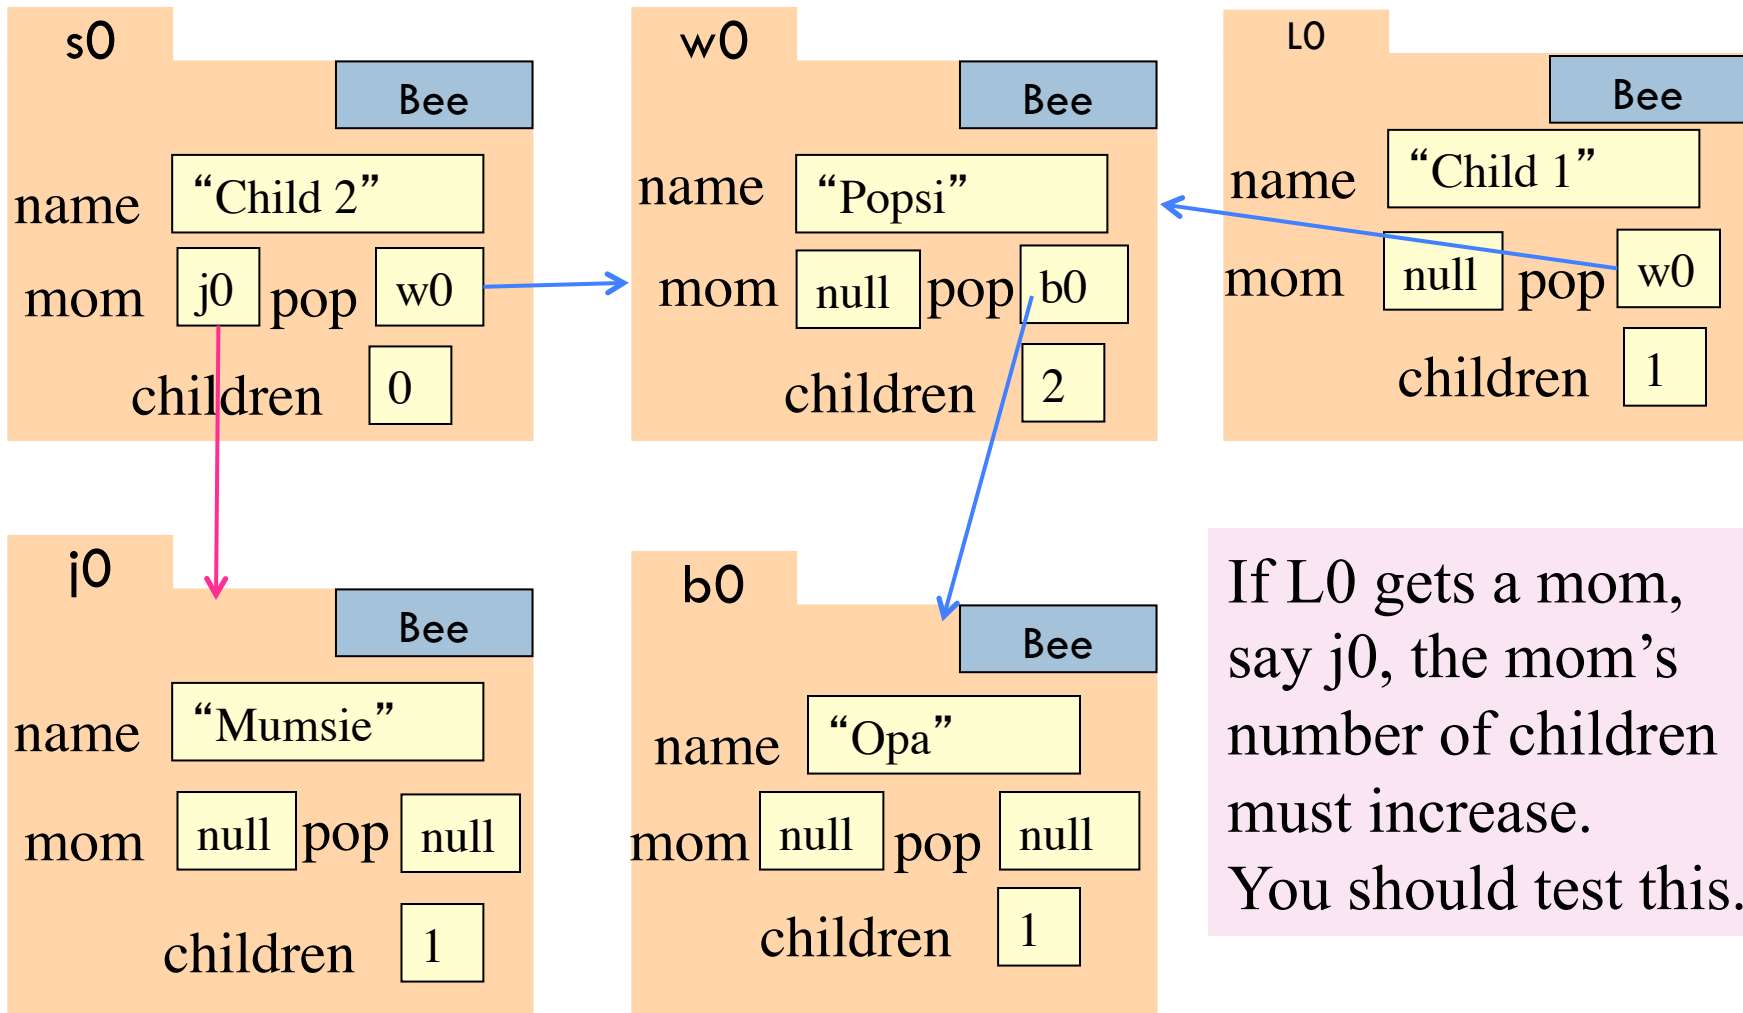 s0
Bee
name “Child 2”
mom j0 pop w0
children 0
w0
Bee
name “Popsi”
mom null pop b0
children 2
L0
Bee
name “Child 1”
mom null pop w0
children 1
j0
Bee
name “Mumsie”
mom null pop null
children 1
b0
Bee
name “Opa”
mom null pop null
children 1
If L0 gets a mom,
say j0, the mom’s
number of children
must increase.
You should test this.